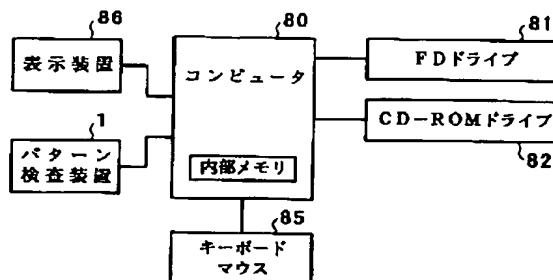 86
表示装置
1
パターン
検査装置
80
コンピュータ
内部メモリ
81
FDドライブ
CD-ROMドライブ
82
85
キーボード
マウス